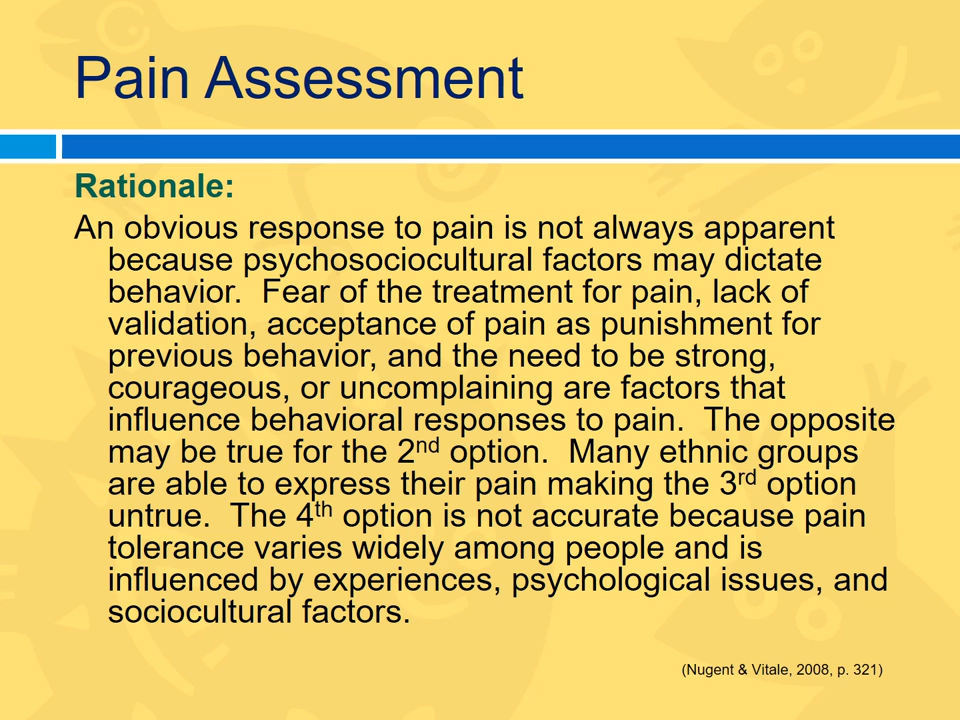 Pain Assessment
Rationale:
An obvious response to pain is not always apparent
because psychosociocultural factors may dictate
behavior.  Fear of the treatment for pain, lack of
validation, acceptance of pain as punishment for
previous behavior, and the need to be strong,
courageous, or uncomplaining are factors that
influence behavioral responses to pain.  The opposite
may be true for the 2nd option.  Many ethnic groups
are able to express their pain making the 3rd option
untrue.  The 4th option is not accurate because pain
tolerance varies widely among people and is
influenced by experiences, psychological issues, and
sociocultural factors.
(Nugent & Vitale, 2008, p. 321)